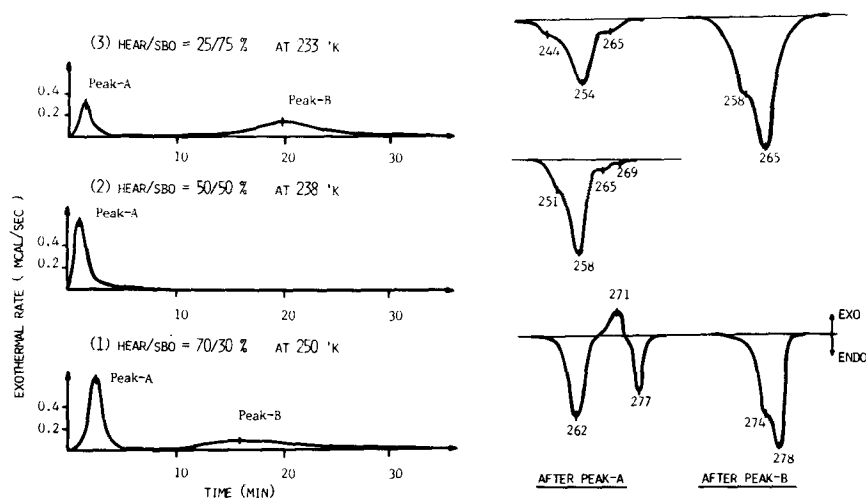 (3) HEAR/SBO = 25/75 % AT 233 °K
Peak-A
Peak-B
0.4
0.2
10
20
30
(2) HEAR/SBO = 50/50 % AT 238 °K
Peak-A
0.4
0.2
10
20
30
(1) HEAR/SBO = 70/30 % AT 250 °K
Peak-A
Peak-B
0.4
0.2
10
20
30
EXOTHERMAL RATE ( MCAL/SEC )
TIME (MIN)
244
265
254
258
265
251
265
269
258
271
262
277
274
278
EXO
ENDO
AFTER PEAK-A
AFTER PEAK-B